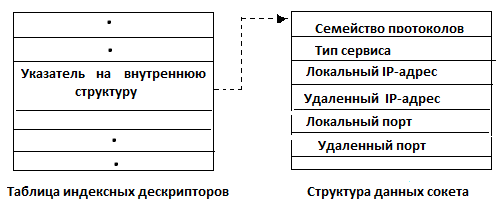 Указатель на внутреннюю
структуру
Таблица индексных дескрипторов
Семейство протоколов
Тип сервиса
Локальный IP-адрес
Удаленный IP-адрес
Локальный порт
Удаленный порт
Структура данных сокета